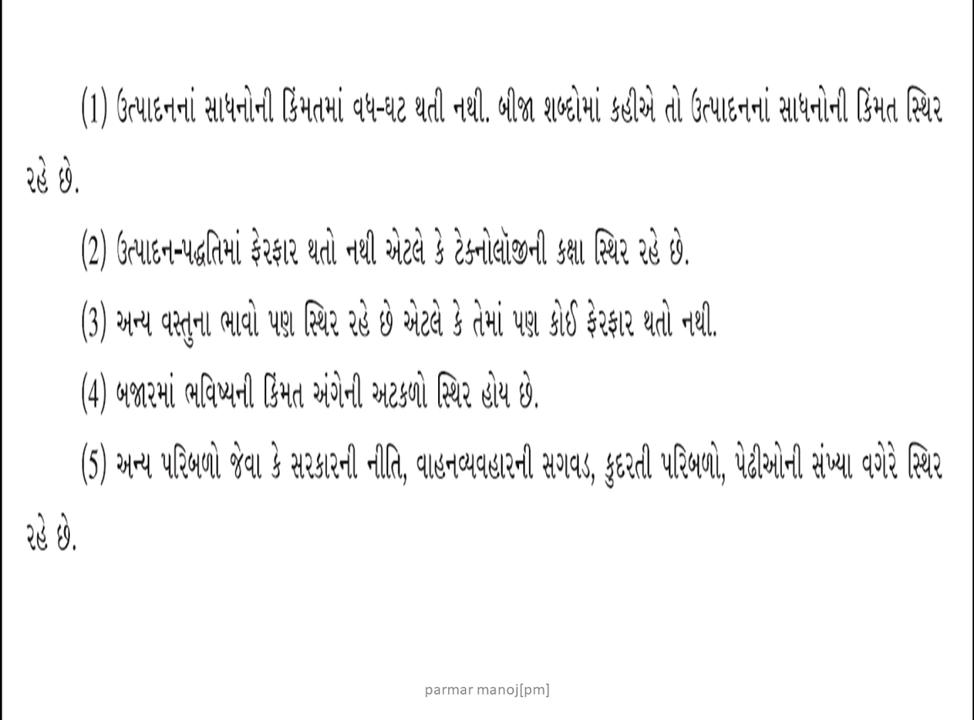 (1) ઉત્પાદનનાં સાધનોની કિંમતમાં વધ-ઘટ થતી નથી. બીજા શબ્દોમાં કહીએ તો ઉત્પાદનનાં સાધનોની કિંમત સ્થિર
રહે છે.
(2) ઉત્પાદન-પદ્ધતિમાં ફેરફાર થતો નથી એટલે કે ટેક્નોલૉજીની કક્ષા સ્થિર રહે છે.
(3) અન્ય વસ્તુના ભાવો પણ સ્થિર રહે છે એટલે કે તેમાં પણ કોઈ ફેરફાર થતો નથી.
(4) બજારમાં ભવિષ્યની કિંમત અંગેની અટકળો સ્થિર હોય છે.
(5) અન્ય પરિબળો જેવા કે સરકારની નીતિ, વાહનવ્યવહારની સગવડ, કુદરતી પરિબળો, પેઢીઓની સંખ્યા વગેરે સ્થિર
રહે છે.
parmar manoj[pm]